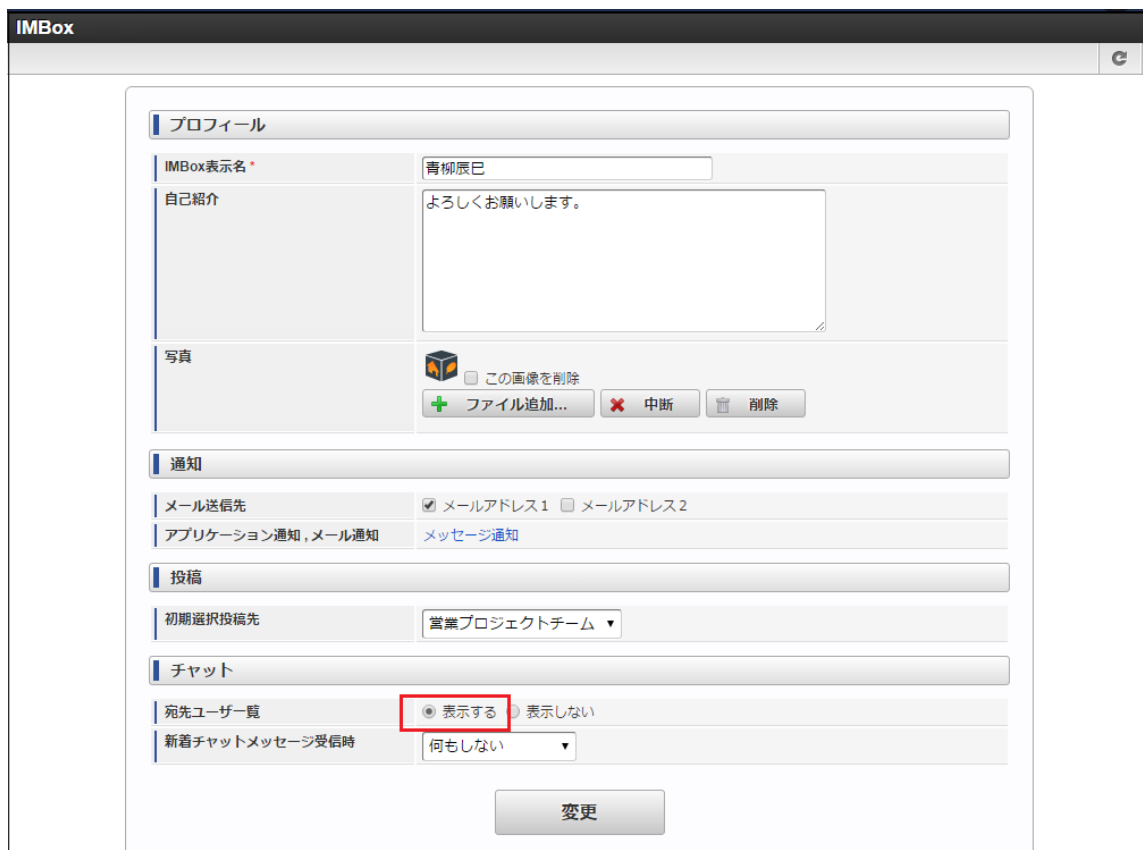 IMBox
プロフィール
IMBox表示名 *
青柳辰巳
自己紹介
よろしくお願いします。
写真
この画像を削除
ファイル追加... 中断 削除
通知
メール送信先
メールアドレス1 メールアドレス2
アプリケーション通知 , メール通知
メッセージ通知
投稿
初期選択投稿先
営業プロジェクトチーム
チャット
宛先ユーザ一覧
表示する 表示しない
新着チャットメッセージ受信時
何もしない
変更